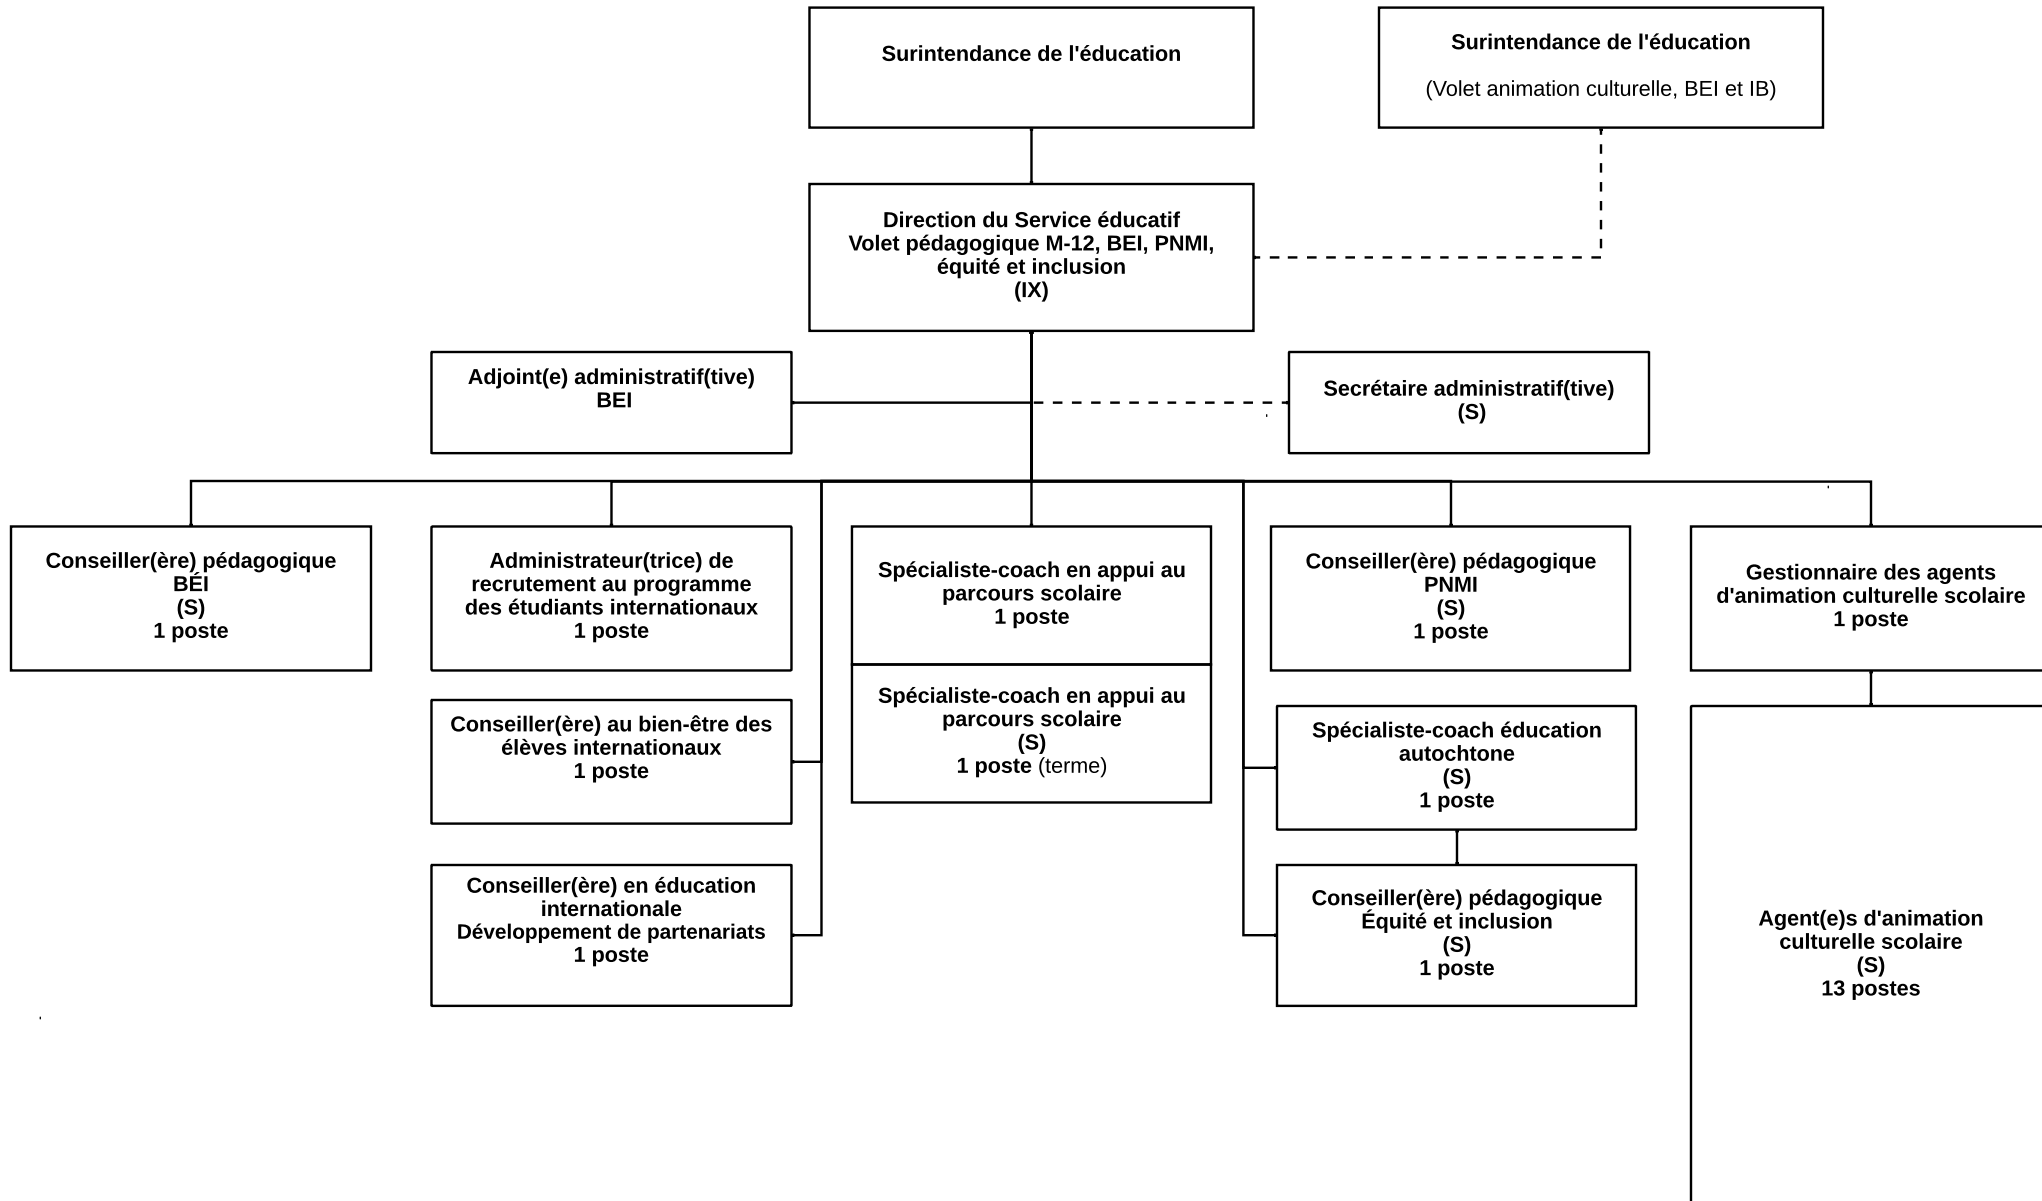 Surintendance de l'éducation
Surintendance de l'éducation
(Volet animation culturelle, BEI et IB)
Direction du Service éducatif
Volet pédagogique M-12, BEI, PNMI,
équité et inclusion
(IX)
Adjoint(e) administratif(tive)
BEI
Secrétaire administratif(tive)
(S)
Conseiller(ère) pédagogique
BÉI
(S)
1 poste
Administrateur(trice) de
recrutement au programme
des étudiants internationaux
1 poste
Spécialiste-coach en appui au
parcours scolaire
1 poste
Conseiller(ère) pédagogique
PNMI
(S)
1 poste
Gestionnaire des agents
d'animation culturelle scolaire
1 poste
Conseiller(ère) au bien-être des
élèves internationaux
1 poste
Spécialiste-coach en appui au
parcours scolaire
(S)
1 poste (terme)
Spécialiste-coach éducation
autochtone
(S)
1 poste
Conseiller(ère) en éducation
internationale
Développement de partenariats
1 poste
Conseiller(ère) pédagogique
Équité et inclusion
(S)
1 poste
Agent(e)s d'animation
culturelle scolaire
(S)
13 postes